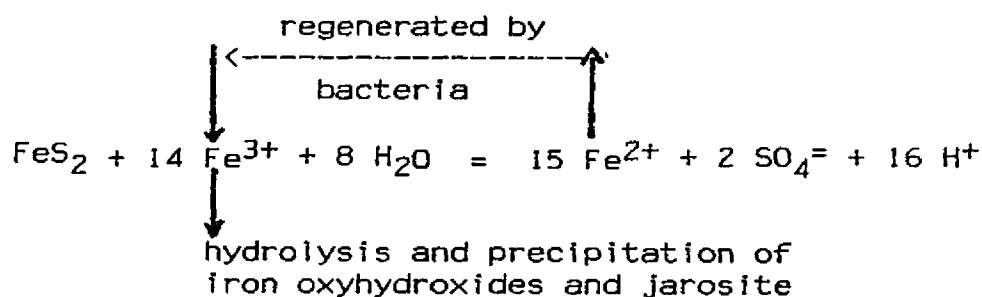 regenerated by
bacteria
FeS₂ + 14 Fe³⁺ + 8 H₂O = 15 Fe²⁺ + 2 SO₄⁼ + 16 H⁺
hydrolysis and precipitation of
iron oxyhydroxides and jarosite